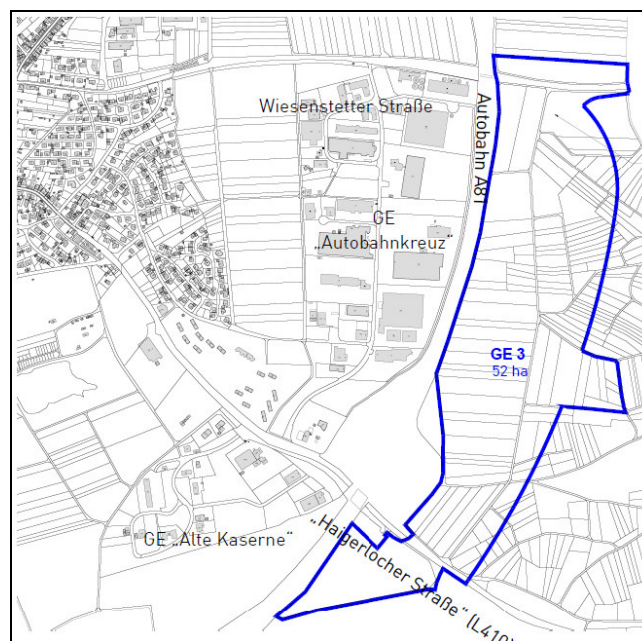 Wiesenstetter Straße
Autobahn A81
GE
„Autobahnkreuz“
GE 3
52 ha
GE „Alte Kaserne“
„Haigerlocher Straße“ (L410)